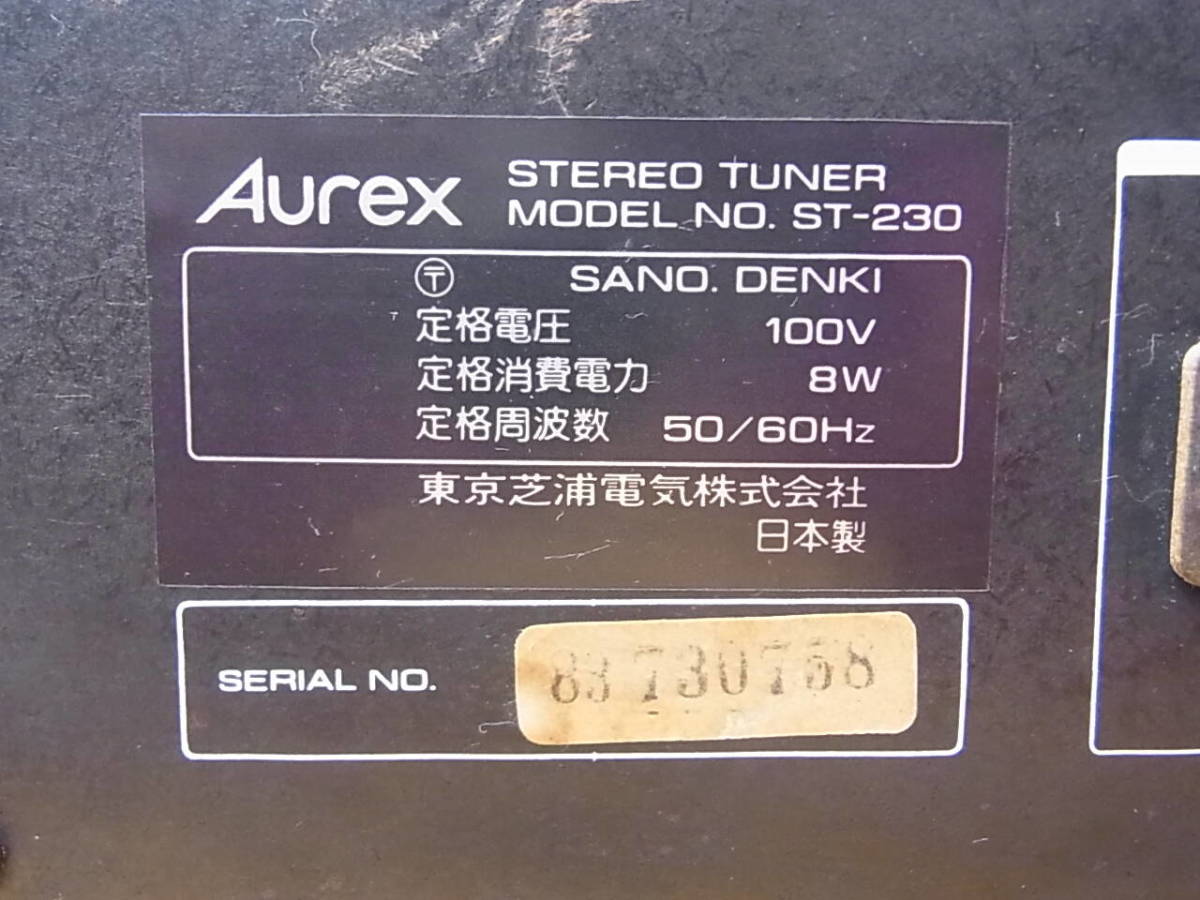 Aurex
STEREO TUNER
MODEL NO. ST-230
〒 SANO. DENKI
定格電圧 100V
定格消費電力 8W
定格周波数 50/60Hz
東京芝浦電気株式会社
日本製
SERIAL NO. 83730758